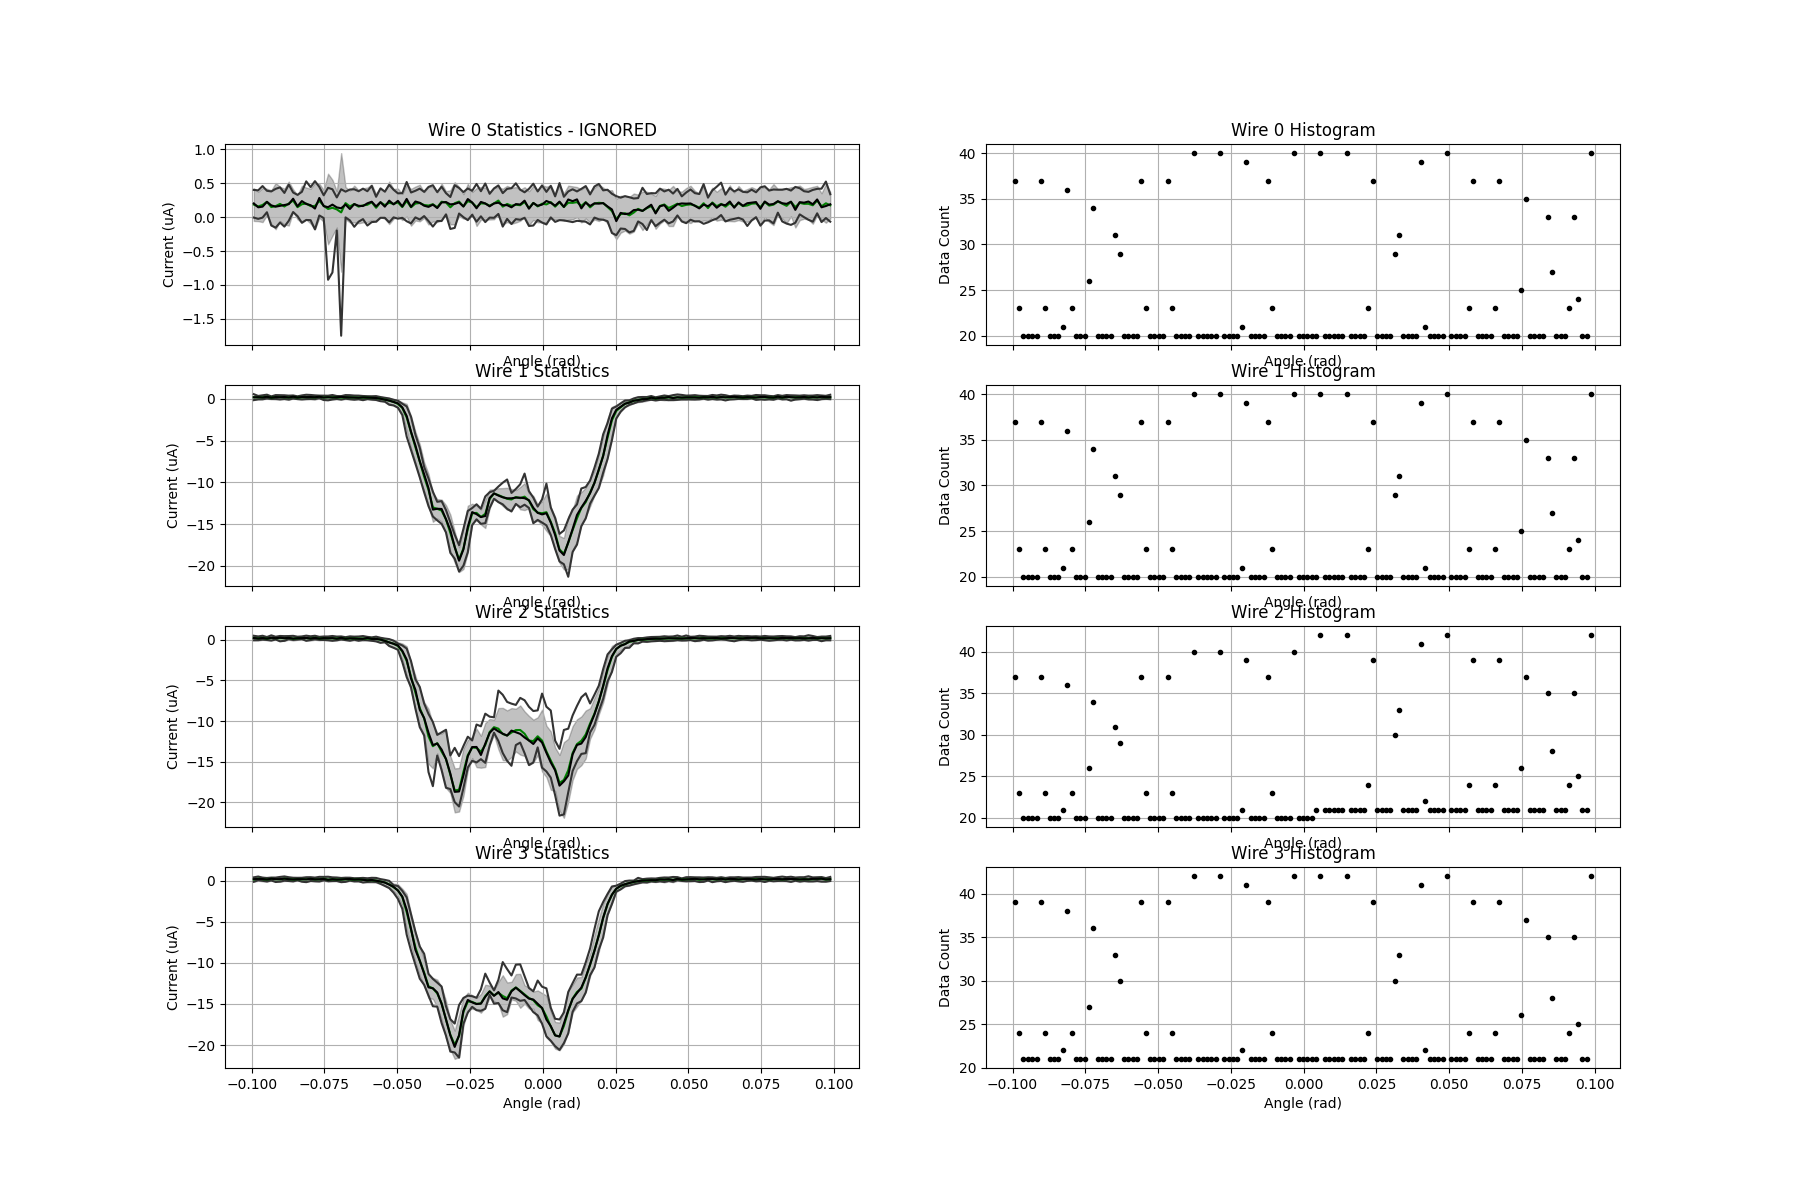 Wire 0 Statistics - IGNORED
1.0
0.5
0.0
−0.5
−1.0
−1.5
Current (uA)
Angle (rad)
Wire 0 Histogram
40
35
30
25
20
Data Count
Angle (rad)
Wire 1 Statistics
0
−5
−10
−15
−20
Current (uA)
Angle (rad)
Wire 1 Histogram
40
35
30
25
20
Data Count
Angle (rad)
Wire 2 Statistics
0
−5
−10
−15
−20
Current (uA)
Angle (rad)
Wire 2 Histogram
40
35
30
25
20
Data Count
Angle (rad)
Wire 3 Statistics
0
−5
−10
−15
−20
Current (uA)
−0.100 −0.075 −0.050 −0.025 0.000 0.025 0.050 0.075 0.100
Angle (rad)
Wire 3 Histogram
40
35
30
25
20
Data Count
−0.100 −0.075 −0.050 −0.025 0.000 0.025 0.050 0.075 0.100
Angle (rad)